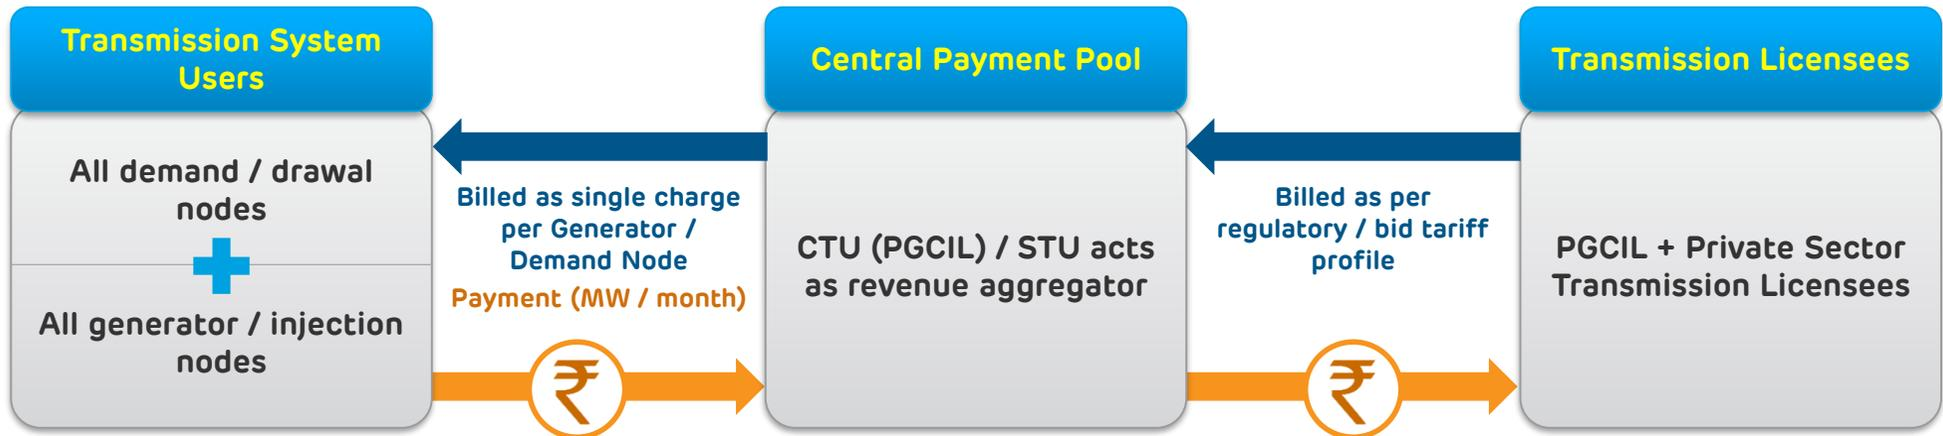 Transmission System
Users
All demand / drawal
nodes
All generator / injection
nodes
Billed as single charge
per Generator /
Demand Node
Payment (MW / month)
₹
Central Payment Pool
CTU (PGCIL) / STU acts
as revenue aggregator
Billed as per
regulatory / bid tariff
profile
₹
Transmission Licensees
PGCIL + Private Sector
Transmission Licensees